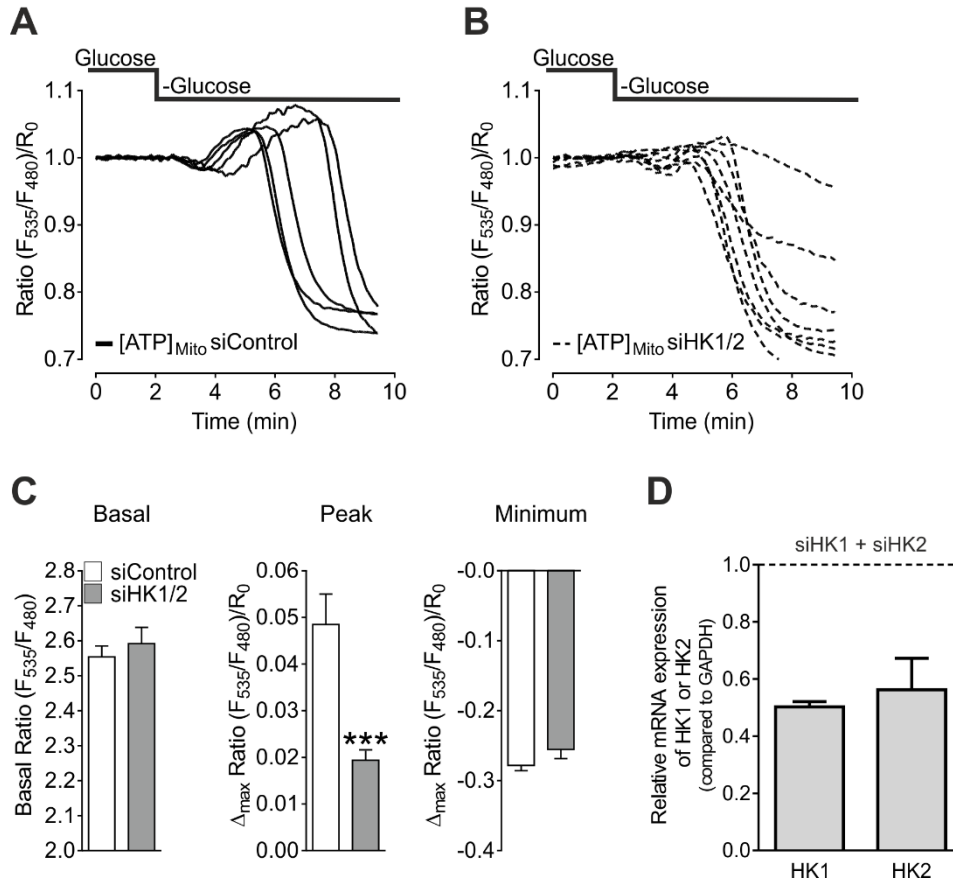 A
Glucose
-Glucose
Ratio (F535/F480)/R0
1.1
1.0
0.9
0.8
0.7
[ATP]Mito siControl
0 2 4 6 8 10
Time (min)
B
Glucose
-Glucose
Ratio (F535/F480)/R0
1.1
1.0
0.9
0.8
0.7
[ATP]Mito siHK1/2
0 2 4 6 8 10
Time (min)
C
Basal
Basal Ratio (F535/F480)
2.8
2.7
2.6
2.5
2.4
2.3
2.2
2.1
2.0
siControl
siHK1/2
Peak
Δmax Ratio (F535/F480)/R0
0.06
0.05
0.04
0.03
0.02
0.01
0.00
***
Minimum
Δmax Ratio (F535/F480)/R0
-0.0
-0.1
-0.2
-0.3
-0.4
D
siHK1 + siHK2
Relative mRNA expression
of HK1 or HK2
(compared to GAPDH)
1.0
0.8
0.6
0.4
0.2
0.0
HK1 HK2